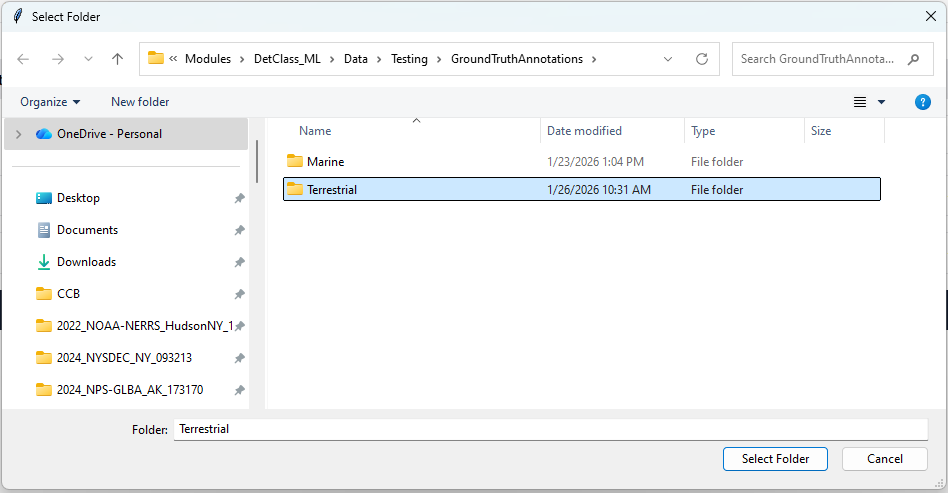 Select Folder
« Modules > DetClass_ML > Data > Testing > GroundTruthAnnotations >
Search GroundTruthAnnota...
Organize
New folder
?
OneDrive - Personal
Desktop
Documents
Downloads
CCB
2022_NOAA-NERRS_HudsonNY_1
2024_NYSDEC_NY_093213
2024_NPS-GLBA_AK_173170
Name Date modified Type Size
Marine 1/23/2026 1:04 PM File folder
Terrestrial 1/26/2026 10:31 AM File folder
Folder: Terrestrial
Select Folder Cancel